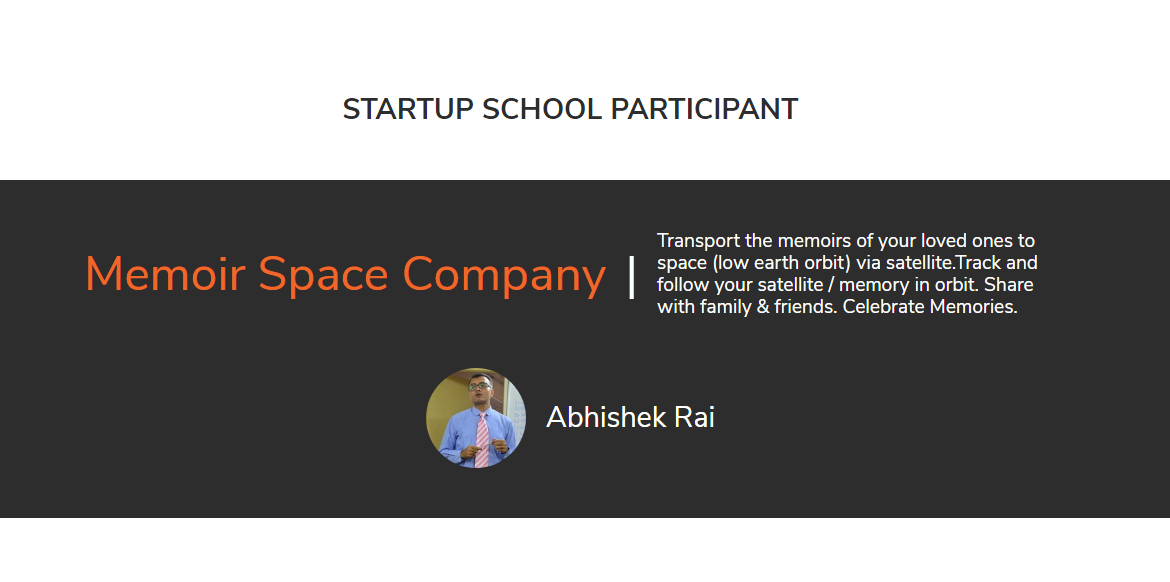 STARTUP SCHOOL PARTICIPANT
Memoir Space Company |
Transport the memoirs of your loved ones to
space (low earth orbit) via satellite.Track and
follow your satellite / memory in orbit. Share
with family & friends. Celebrate Memories.
Abhishek Rai